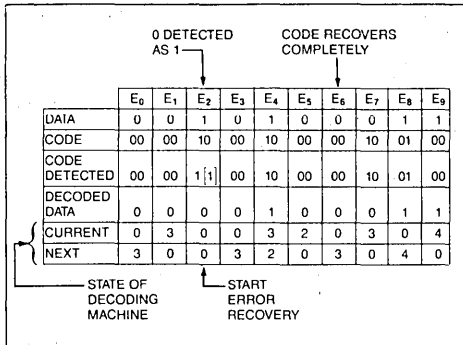 0 DETECTED AS 1
CODE RECOVERS COMPLETELY
E0 E1 E2 E3 E4 E5 E6 E7 E8 E9
DATA 0 0 1 0 1 0 0 0 1 1
CODE 00 00 10 00 10 00 00 10 01 00
CODE DETECTED 00 00 1[1] 00 10 00 00 10 01 00
DECODED DATA 0 0 0 0 1 0 0 0 1 1
CURRENT 0 3 0 0 3 2 0 3 0 4
NEXT 3 0 0 3 2 0 3 0 4 0
STATE OF DECODING MACHINE
START ERROR RECOVERY